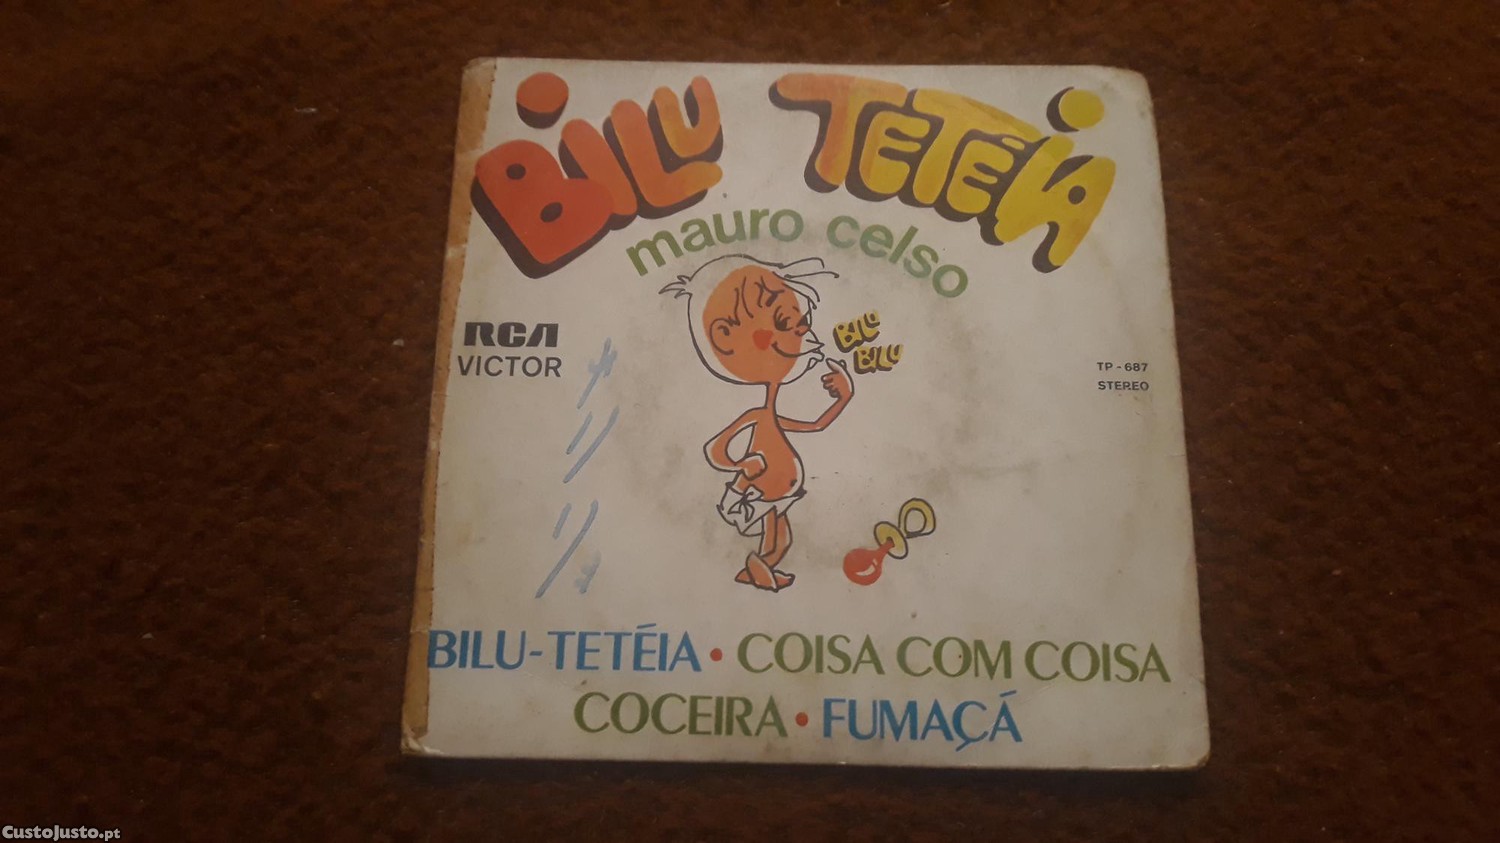 BILU TETÉIA
mauro celso
BILU
BILU
RCA
VICTOR
TP - 687
STEREO
BILU-TETÉIA • COISA COM COISA
COCEIRA • FUMAÇÁ
CustoJusto.pt